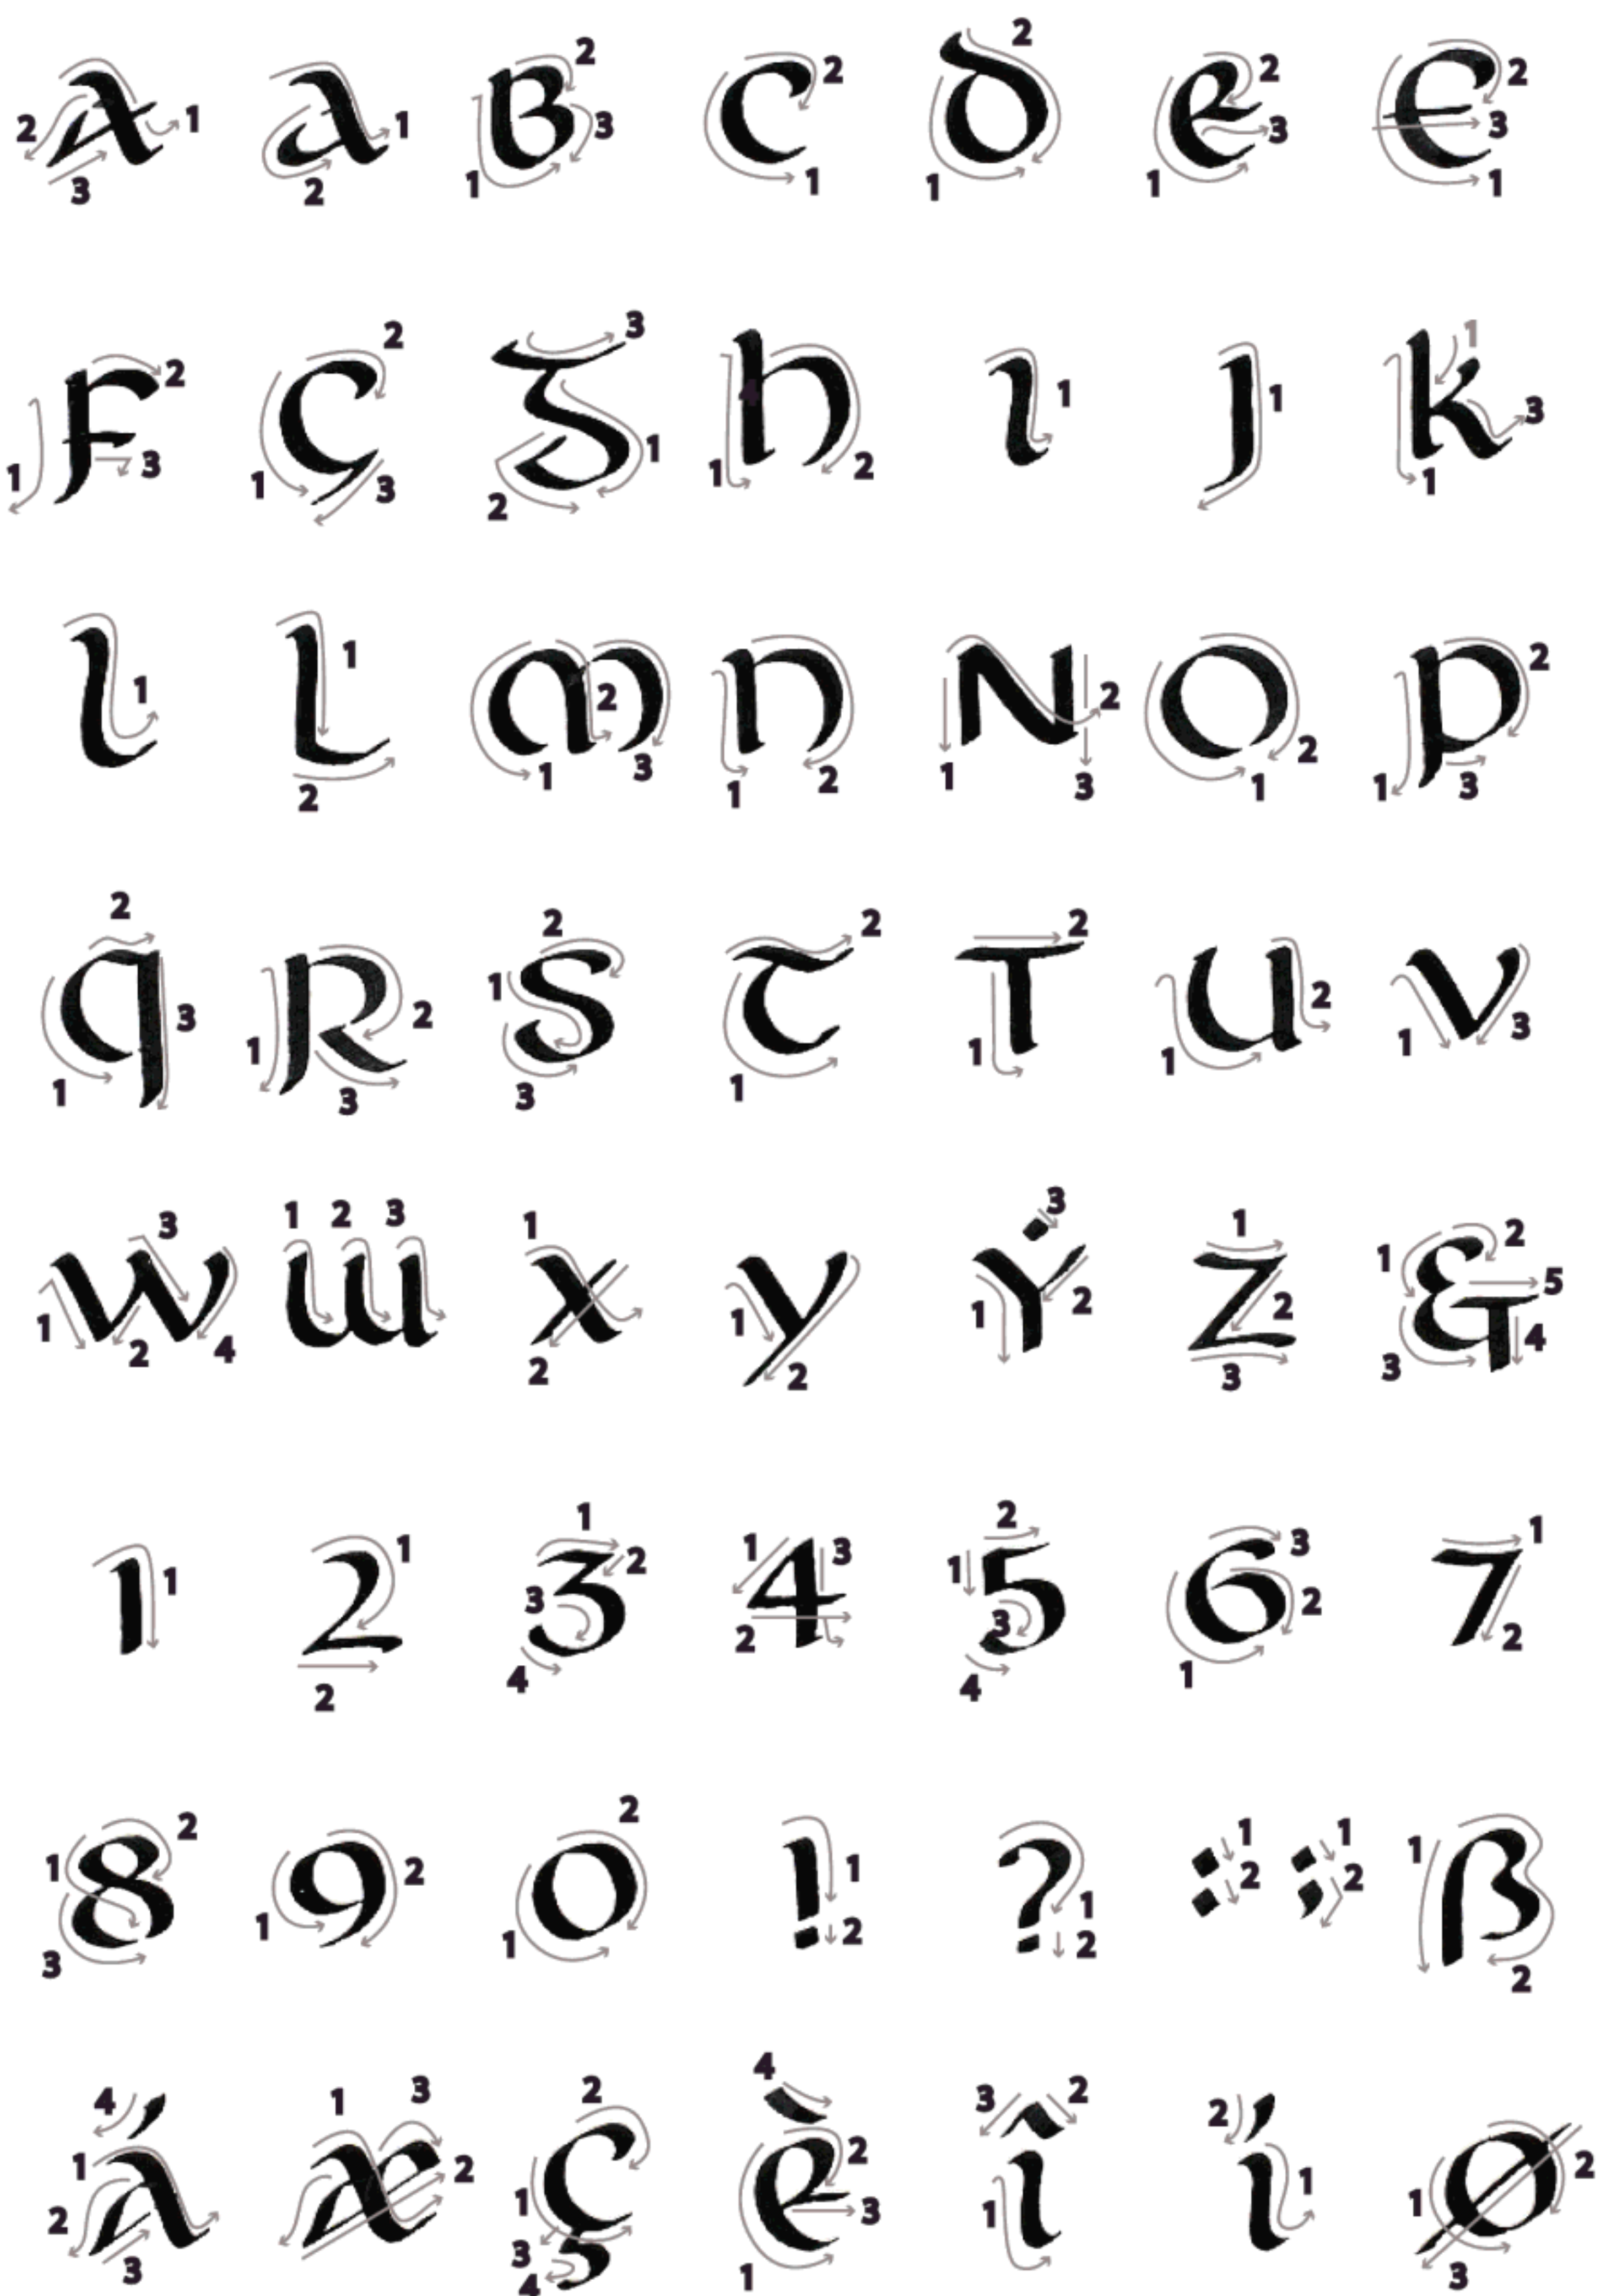 A a B C D e E
F G G h I J K
l L M n N O p
q R S T T U V
W W X Y Ẏ Z &
1 2 3 4 5 6 7
8 9 0 ! ? : ; ß
á æ ç è î í ø